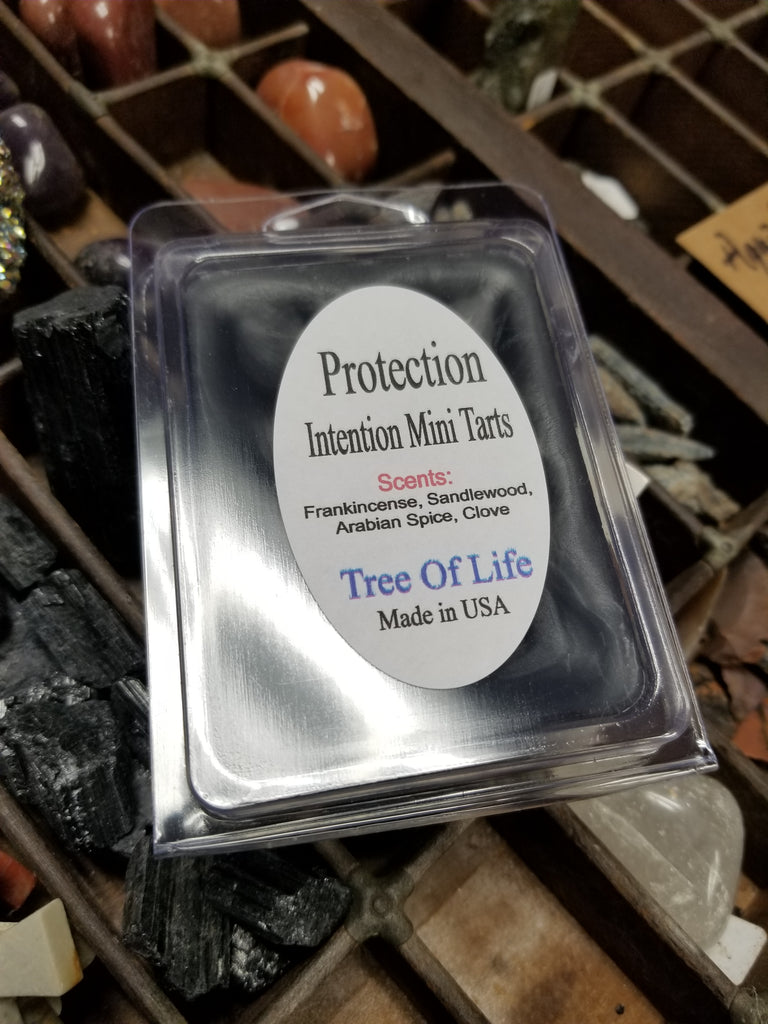 Protection
Intention Mini Tarts
Scents:
Frankincense, Sandlewood,
Arabian Spice, Clove
Tree Of Life
Made in USA